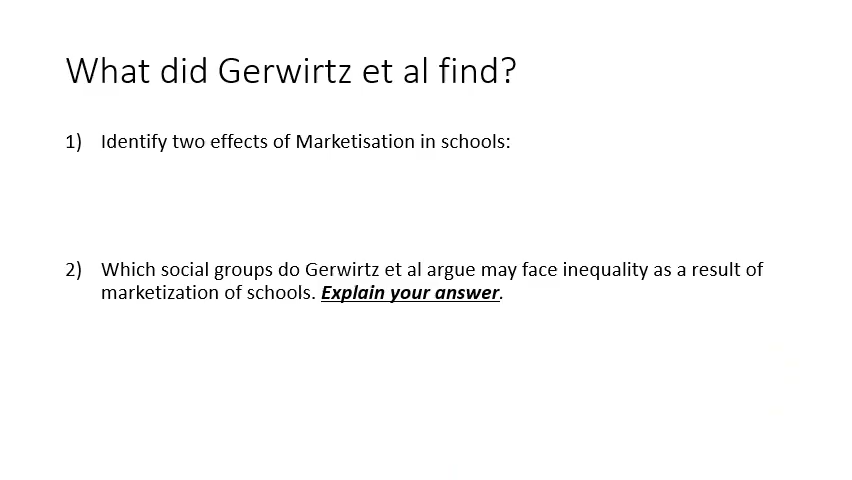 What did Gerwirtz et al find?
1) Identify two effects of Marketisation in schools:
2) Which social groups do Gerwirtz et al argue may face inequality as a result of
marketization of schools. Explain your answer.